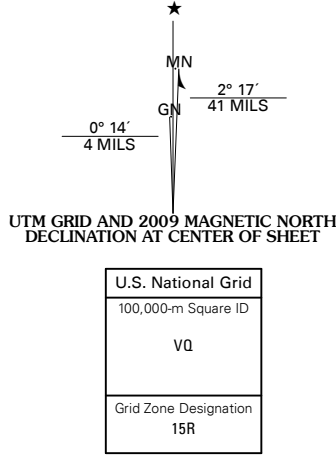 ★
MN
2° 17´
41 MILS
GN
0° 14´
4 MILS
UTM GRID AND 2009 MAGNETIC NORTH
DECLINATION AT CENTER OF SHEET
U.S. National Grid
100,000-m Square ID
VQ
Grid Zone Designation
15R